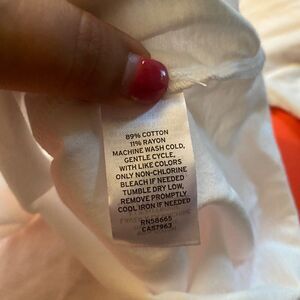 89% COTTON
11% RAYON
MACHINE WASH COLD,
GENTLE CYCLE,
WITH LIKE COLORS
ONLY NON-CHLORINE
BLEACH IF NEEDED
TUMBLE DRY LOW,
REMOVE PROMPTLY
COOL IRON IF NEEDED
RN58665
CA57963